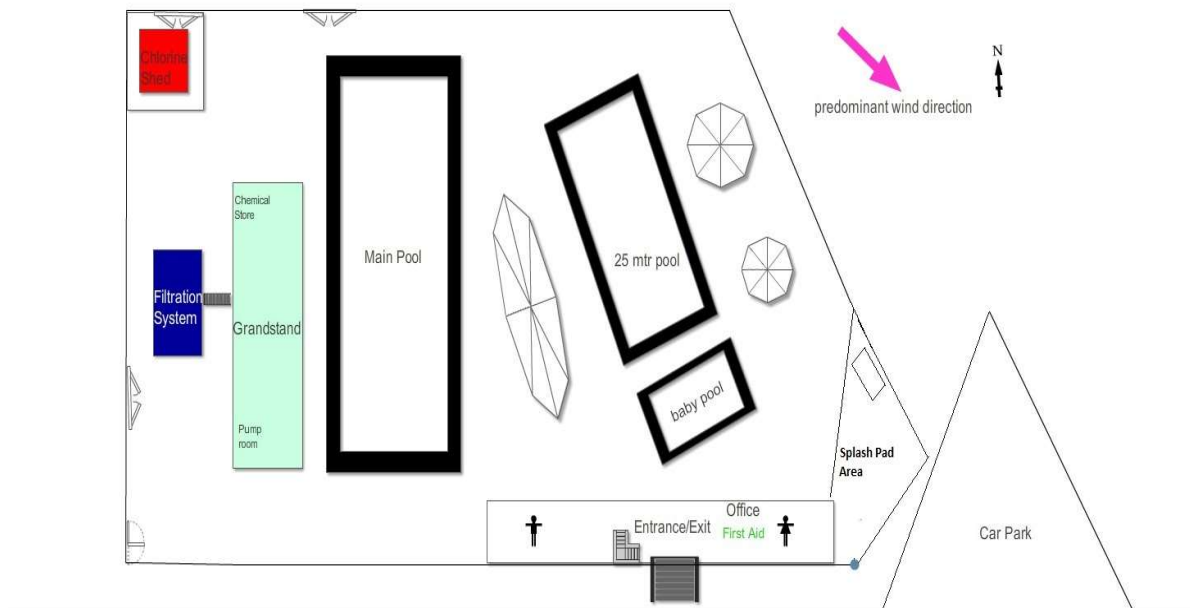 Chlorine
Shed
N
predominant wind direction
Chemical
Store
Main Pool
25 mtr pool
Filtration
System
Grandstand
baby pool
Pump
room
Splash Pad
Area
Office
Entrance/Exit
First Aid
Car Park